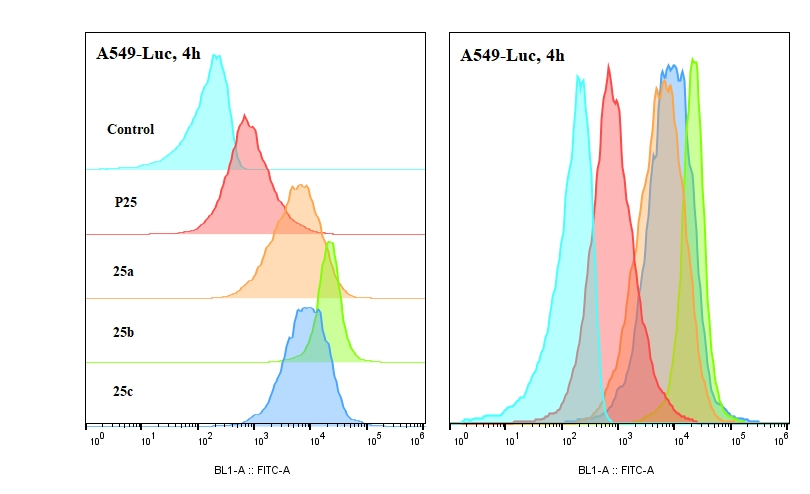 A549-Luc, 4h
Control
P25
25a
25b
25c
10^0 10^1 10^2 10^3 10^4 10^5 10^6
BL1-A :: FITC-A
A549-Luc, 4h
10^0 10^1 10^2 10^3 10^4 10^5 10^6
BL1-A :: FITC-A